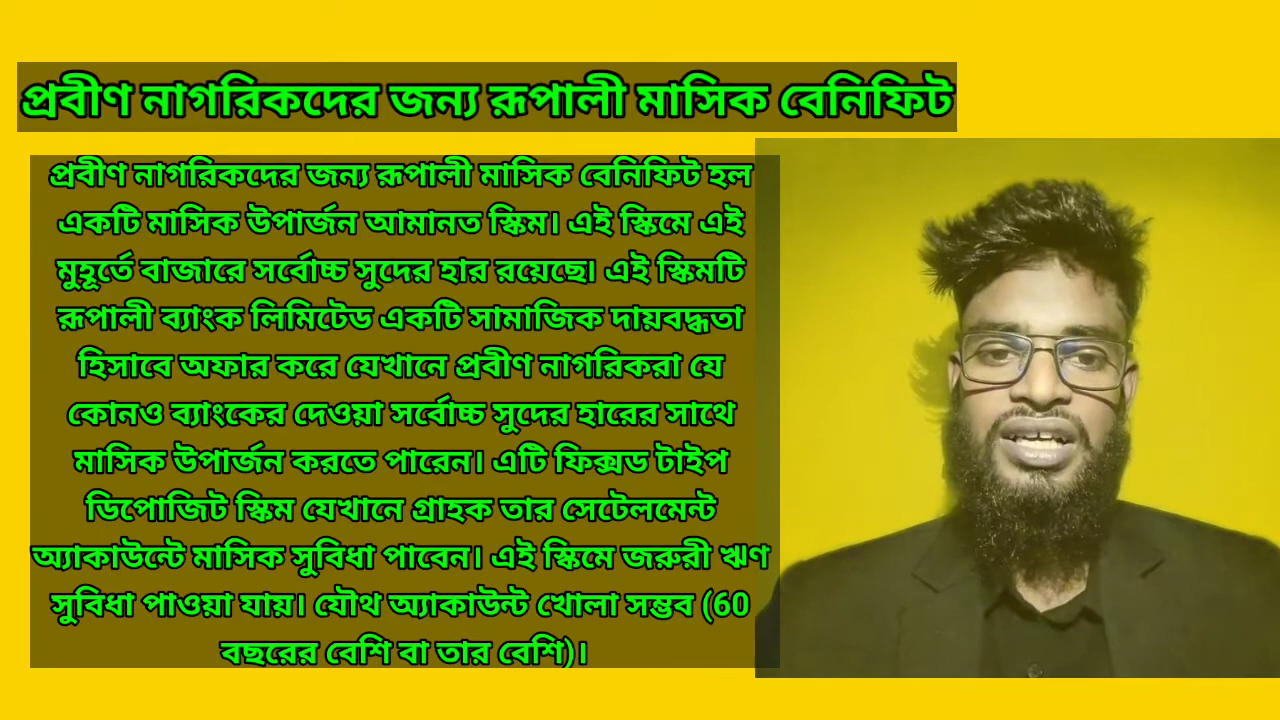 প্রবীণ নাগরিকদের জন্য রূপালী মাসিক বেনিফিট
প্রবীণ নাগরিকদের জন্য রূপালী মাসিক বেনিফিট হল
একটি মাসিক উপার্জন আমানত স্কিম। এই স্কিমে এই
মুহূর্তে বাজারে সর্বোচ্চ সুদের হার রয়েছে। এই স্কিমটি
রূপালী ব্যাংক লিমিটেড একটি সামাজিক দায়বদ্ধতা
হিসাবে অফার করে যেখানে প্রবীণ নাগরিকরা যে
কোনও ব্যাংকের দেওয়া সর্বোচ্চ সুদের হারের সাথে
মাসিক উপার্জন করতে পারেন। এটি ফিক্সড টাইপ
ডিপোজিট স্কিম যেখানে গ্রাহক তার সেটেলমেন্ট
অ্যাকাউন্টে মাসিক সুবিধা পাবেন। এই স্কিমে জরুরী ঋণ
সুবিধা পাওয়া যায়। যৌথ অ্যাকাউন্ট খোলা সম্ভব (60
বছরের বেশি বা তার বেশি)।